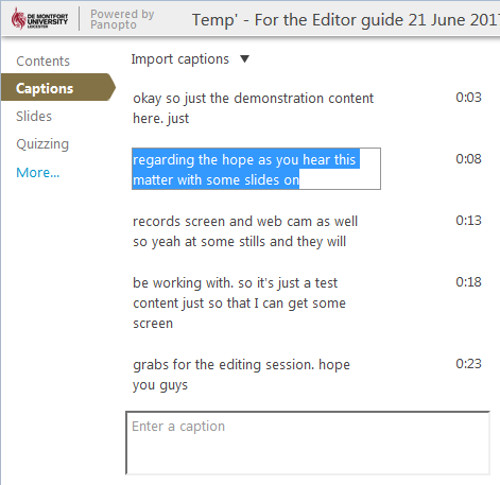 DE MONTFORT
UNIVERSITY
LEICESTER
Powered by
Panopto
Temp' - For the Editor guide 21 June 201
Contents
Captions
Slides
Quizzing
More...
Import captions
okay so just the demonstration content
here. just
0:03
regarding the hope as you hear this
matter with some slides on
0:08
records screen and web cam as well
so yeah at some stills and they will
0:13
be working with. so it's just a test
content just so that I can get some
screen
0:18
grabs for the editing session. hope
you guys
0:23
Enter a caption